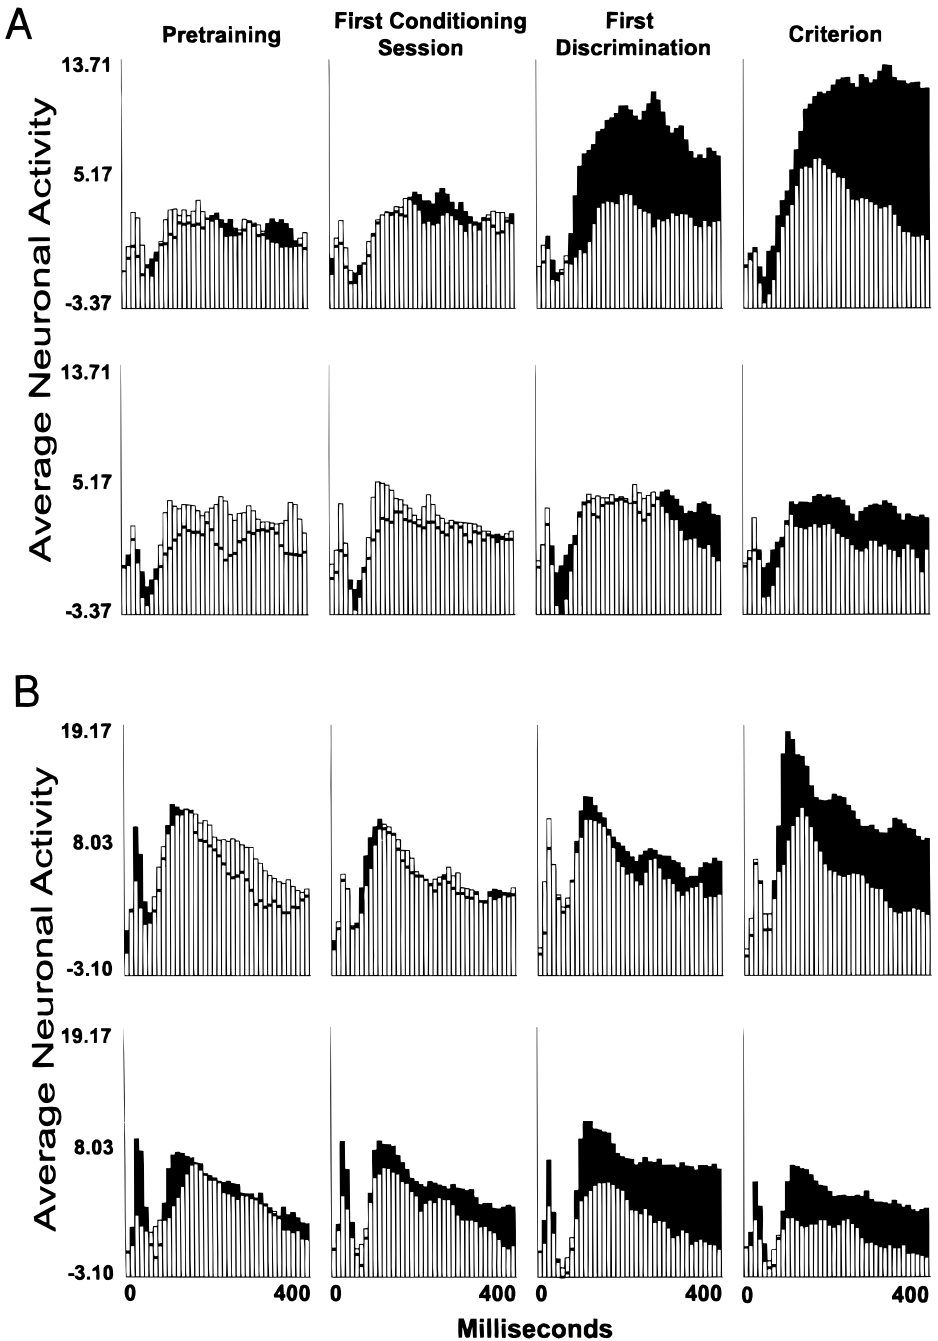 A
Pretraining
First Conditioning
Session
First
Discrimination
Criterion
Average Neuronal Activity
13.71
5.17
-3.37
13.71
5.17
-3.37
B
Average Neuronal Activity
19.17
8.03
-3.10
19.17
8.03
-3.10
0 400 0 400 0 400 0 400
Milliseconds